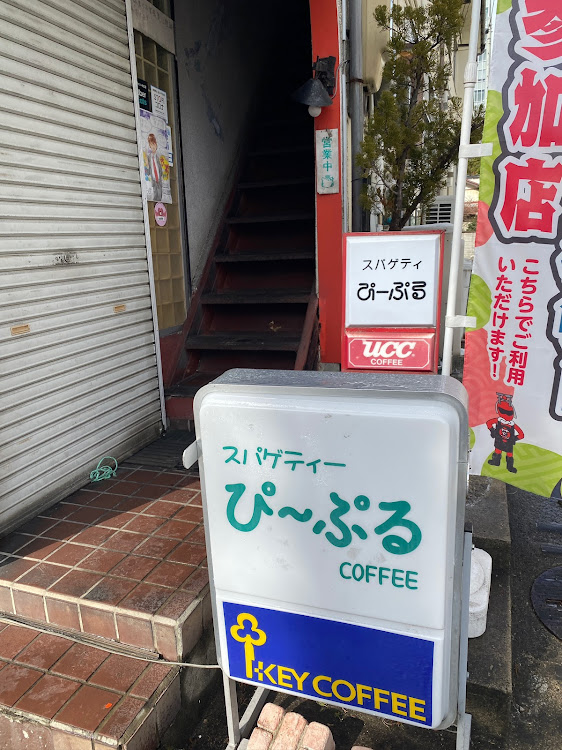 営業中
スパゲティ
ぴーぷる
UCC
COFFEE
スパゲティー
ぴ〜ぷる
COFFEE
KEY COFFEE
参加店
こちらでご利用
いただけます!